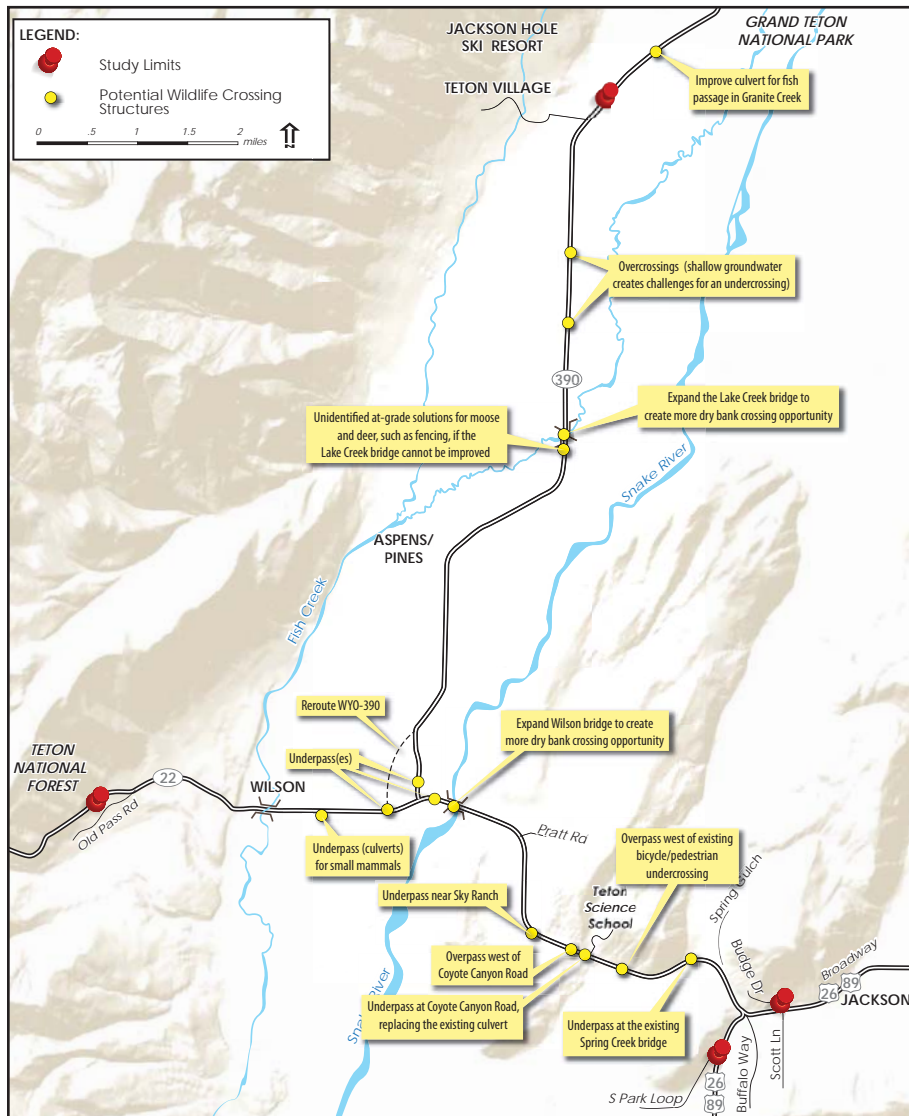 LEGEND:
Study Limits
Potential Wildlife Crossing
Structures
0 .5 1 1.5 2
miles
JACKSON HOLE
SKI RESORT
TETON VILLAGE
GRAND TETON
NATIONAL PARK
Improve culvert for fish
passage in Granite Creek
Overcrossings (shallow groundwater
creates challenges for an undercrossing)
390
Expand the Lake Creek bridge to
create more dry bank crossing opportunity
Unidentified at-grade solutions for moose
and deer, such as fencing, if the
Lake Creek bridge cannot be improved
Snake River
ASPENS/
PINES
Fish Creek
Reroute WYO-390
Expand Wilson bridge to create
more dry bank crossing opportunity
Underpass(es)
TETON
NATIONAL
FOREST
22
WILSON
Old Pass Rd
Underpass (culverts)
for small mammals
Pratt Rd
Overpass west of existing
bicycle/pedestrian
undercrossing
Spring Gulch
Underpass near Sky Ranch
Teton
Science
School
Budge Dr
Broadway
Overpass west of
Coyote Canyon Road
26
89
JACKSON
Underpass at Coyote Canyon Road,
replacing the existing culvert
Snake River
Underpass at the existing
Spring Creek bridge
Buffalo Way
Scott Ln
S Park Loop
26
89